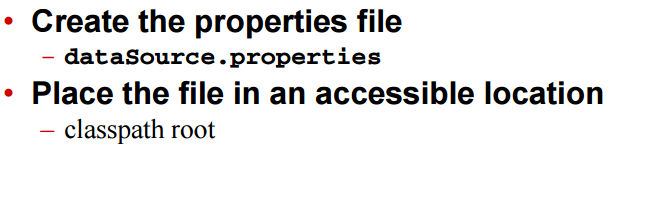 • Create the properties file
– dataSource.properties
• Place the file in an accessible location
– classpath root